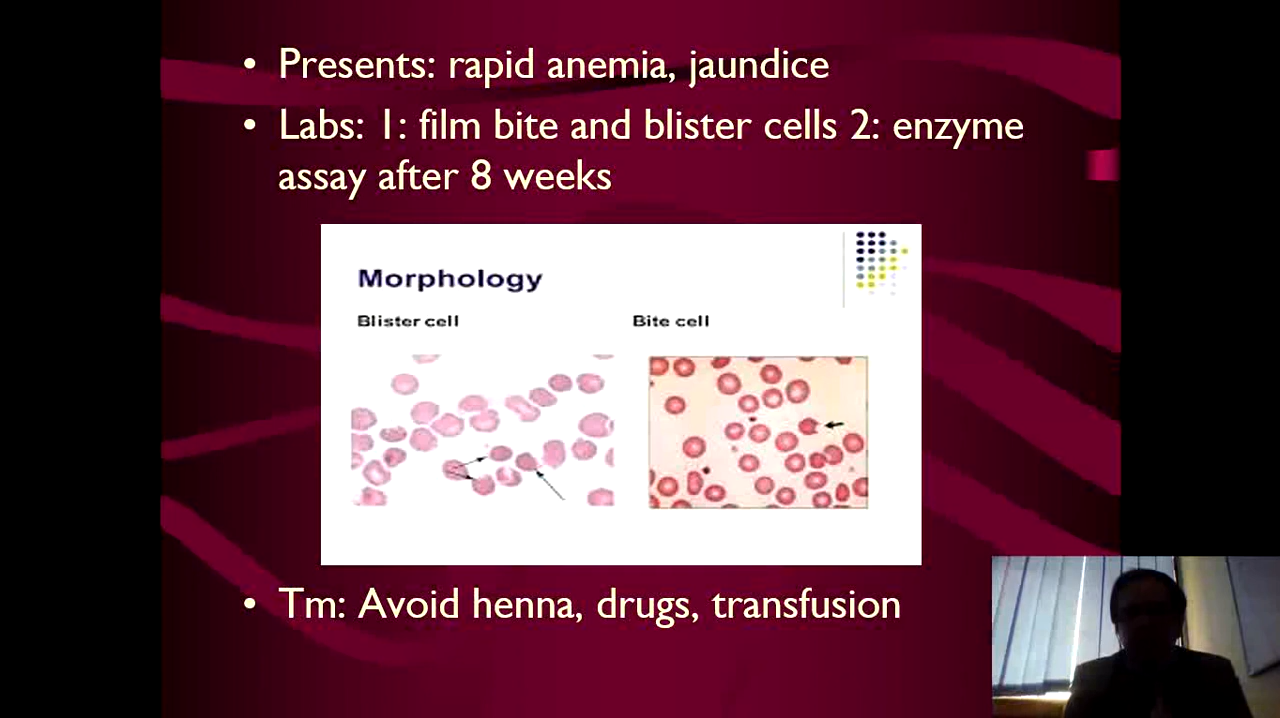 • Presents: rapid anemia, jaundice
• Labs: 1: film bite and blister cells 2: enzyme
assay after 8 weeks
Morphology
Blister cell
Bite cell
• Tm: Avoid henna, drugs, transfusion